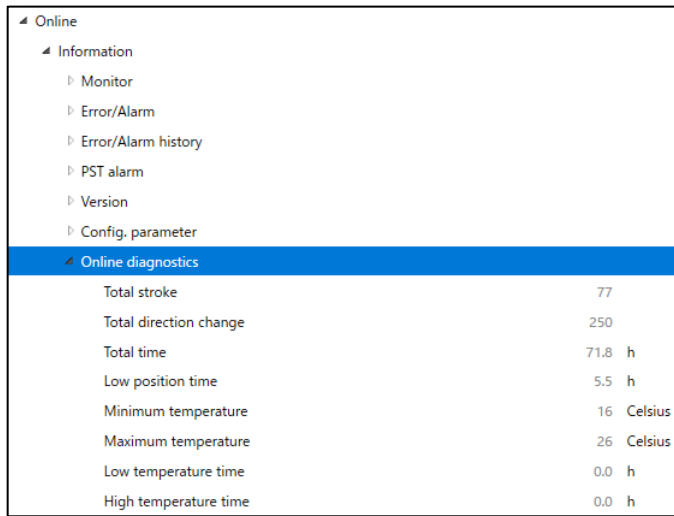 Online
Information
Monitor
Error/Alarm
Error/Alarm history
PST alarm
Version
Config. parameter
Online diagnostics
Total stroke 77
Total direction change 250
Total time 71.8 h
Low position time 5.5 h
Minimum temperature 16 Celsius
Maximum temperature 26 Celsius
Low temperature time 0.0 h
High temperature time 0.0 h